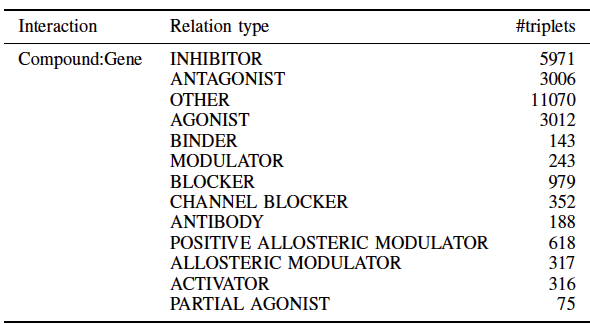 Interaction Relation type #triplets
Compound:Gene INHIBITOR 5971
ANTAGONIST 3006
OTHER 11070
AGONIST 3012
BINDER 143
MODULATOR 243
BLOCKER 979
CHANNEL BLOCKER 352
ANTIBODY 188
POSITIVE ALLOSTERIC MODULATOR 618
ALLOSTERIC MODULATOR 317
ACTIVATOR 316
PARTIAL AGONIST 75